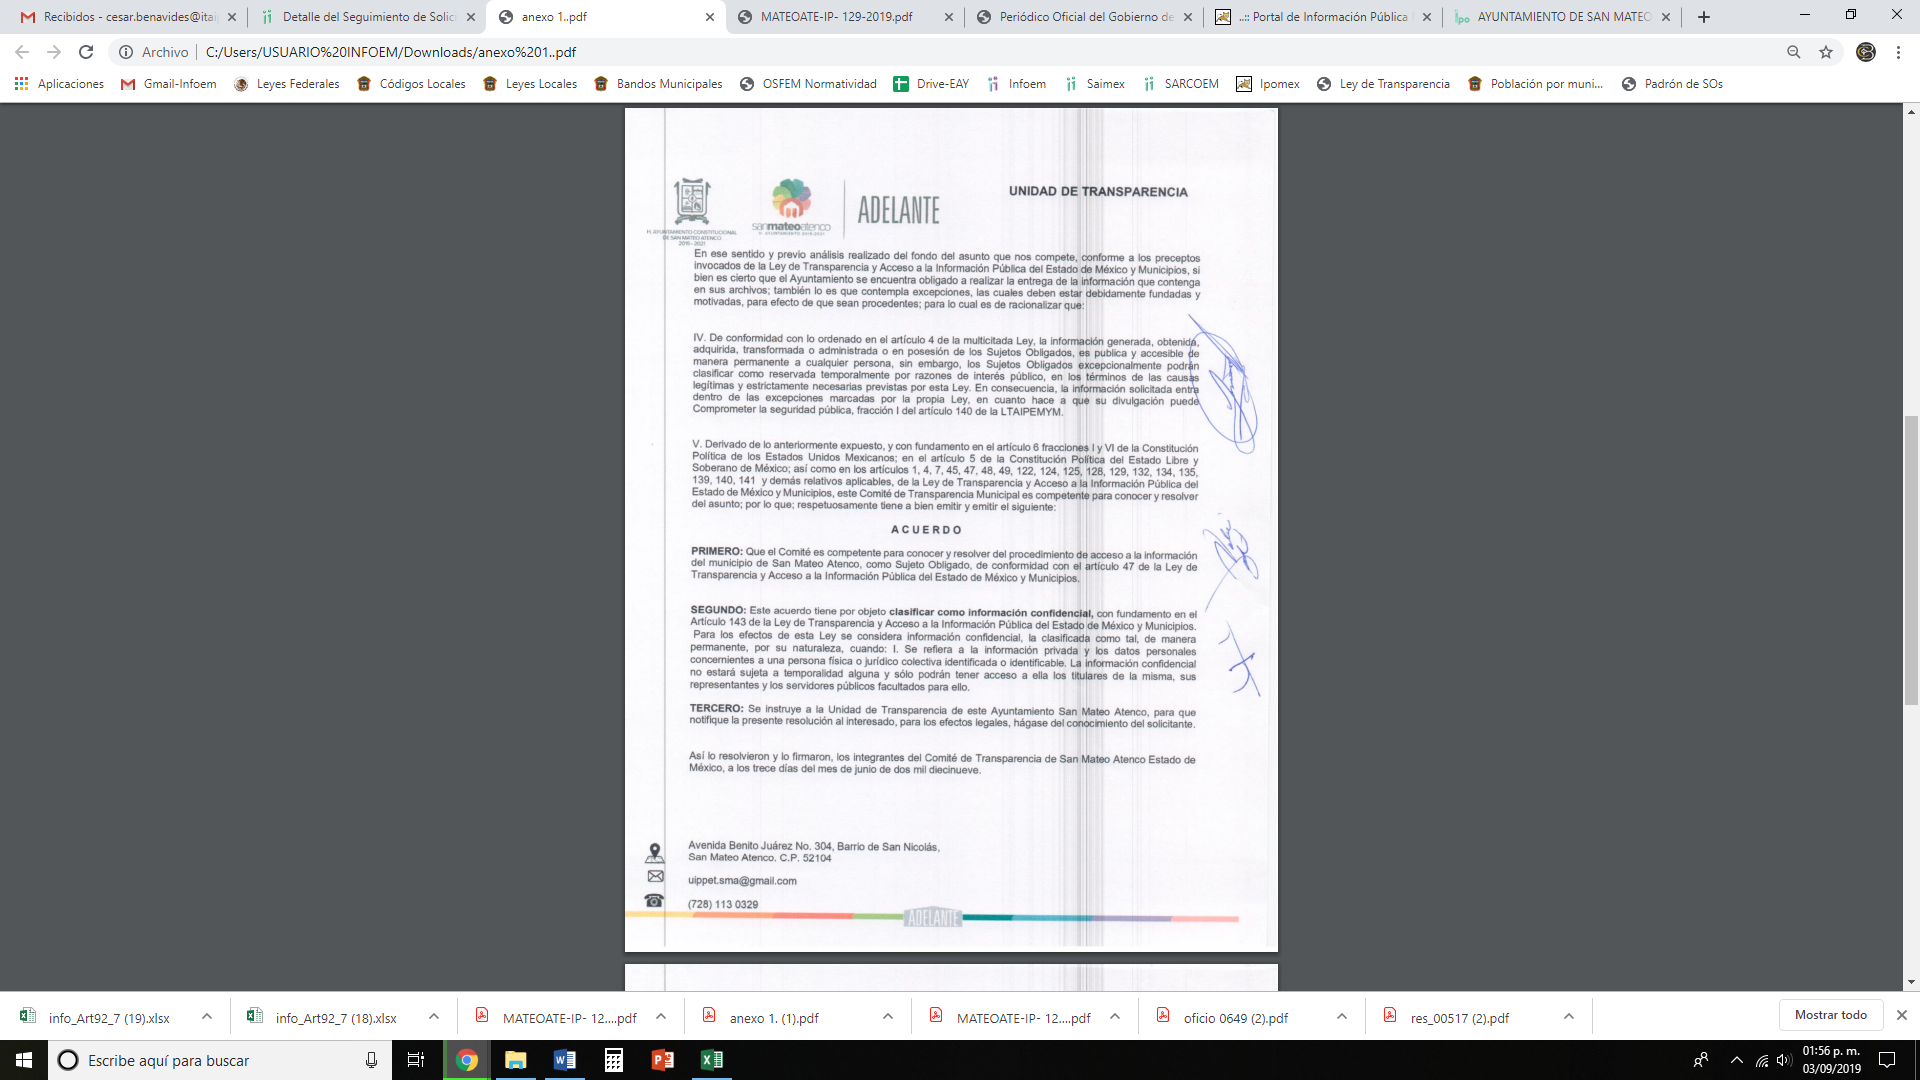 Recibidos - cesar.benavides@itai
Detalle del Seguimiento de Solici
anexo 1..pdf
MATEOATE-IP- 129-2019.pdf
Periódico Oficial del Gobierno de
..:: Portal de Información Pública
AYUNTAMIENTO DE SAN MATEO
Archivo
C:/Users/USUARIO%20INFOEM/Downloads/anexo%201..pdf
Aplicaciones
Gmail-Infoem
Leyes Federales
Códigos Locales
Leyes Locales
Bandos Municipales
OSFEM Normatividad
Drive-EAY
Infoem
Saimex
SARCOEM
Ipomex
Ley de Transparencia
Población por muni...
Padrón de SOs
H. AYUNTAMIENTO CONSTITUCIONAL
DE SAN MATEO ATENCO
2019 - 2021
sanmateoatenco
H. AYUNTAMIENTO 2019-2021
ADELANTE
UNIDAD DE TRANSPARENCIA
En ese sentido y previo análisis realizado del fondo del asunto que nos compete, conforme a los preceptos
invocados de la Ley de Transparencia y Acceso a la Información Pública del Estado de México y Municipios, si
bien es cierto que el Ayuntamiento se encuentra obligado a realizar la entrega de la información que contenga
en sus archivos; también lo es que contempla excepciones, las cuales deben estar debidamente fundadas y
motivadas, para efecto de que sean procedentes; para lo cual es de racionalizar que:
IV. De conformidad con lo ordenado en el artículo 4 de la multicitada Ley, la información generada, obtenida,
adquirida, transformada o administrada o en posesión de los Sujetos Obligados, es publica y accesible de
manera permanente a cualquier persona, sin embargo, los Sujetos Obligados excepcionalmente podrán
clasificar como reservada temporalmente por razones de interés público, en los términos de las causas
legítimas y estrictamente necesarias previstas por esta Ley. En consecuencia, la información solicitada entra
dentro de las excepciones marcadas por la propia Ley, en cuanto hace a que su divulgación puede
Comprometer la seguridad pública, fracción I del artículo 140 de la LTAIPEMYM.
V. Derivado de lo anteriormente expuesto, y con fundamento en el artículo 6 fracciones I y VI de la Constitución
Política de los Estados Unidos Mexicanos; en el artículo 5 de la Constitución Política del Estado Libre y
Soberano de México; así como en los artículos 1, 4, 7, 45, 47, 48, 49, 122, 124, 125, 128, 129, 132, 134, 135,
139, 140, 141 y demás relativos aplicables, de la Ley de Transparencia y Acceso a la Información Pública del
Estado de México y Municipios, este Comité de Transparencia Municipal es competente para conocer y resolver
del asunto; por lo que; respetuosamente tiene a bien emitir y emitir el siguiente:
A C U E R D O
PRIMERO: Que el Comité es competente para conocer y resolver del procedimiento de acceso a la información
del municipio de San Mateo Atenco, como Sujeto Obligado, de conformidad con el artículo 47 de la Ley de
Transparencia y Acceso a la Información Pública del Estado de México y Municipios.
SEGUNDO: Este acuerdo tiene por objeto clasificar como información confidencial, con fundamento en el
Artículo 143 de la Ley de Transparencia y Acceso a la Información Pública del Estado de México y Municipios.
Para los efectos de esta Ley se considera información confidencial, la clasificada como tal, de manera
permanente, por su naturaleza, cuando: I. Se refiera a la información privada y los datos personales
concernientes a una persona física o jurídico colectiva identificada o identificable. La información confidencial
no estará sujeta a temporalidad alguna y sólo podrán tener acceso a ella los titulares de la misma, sus
representantes y los servidores públicos facultados para ello.
TERCERO: Se instruye a la Unidad de Transparencia de este Ayuntamiento San Mateo Atenco, para que
notifique la presente resolución al interesado, para los efectos legales, hágase del conocimiento del solicitante.
Así lo resolvieron y lo firmaron, los integrantes del Comité de Transparencia de San Mateo Atenco Estado de
México, a los trece días del mes de junio de dos mil diecinueve.
Avenida Benito Juárez No. 304, Barrio de San Nicolás,
San Mateo Atenco. C.P. 52104
uippet.sma@gmail.com
(728) 113 0329
ADELANTE
info_Art92_7 (19).xlsx
info_Art92_7 (18).xlsx
MATEOATE-IP- 12....pdf
anexo 1. (1).pdf
MATEOATE-IP- 12....pdf
oficio 0649 (2).pdf
res_00517 (2).pdf
Mostrar todo
Escribe aquí para buscar
01:56 p. m.
03/09/2019